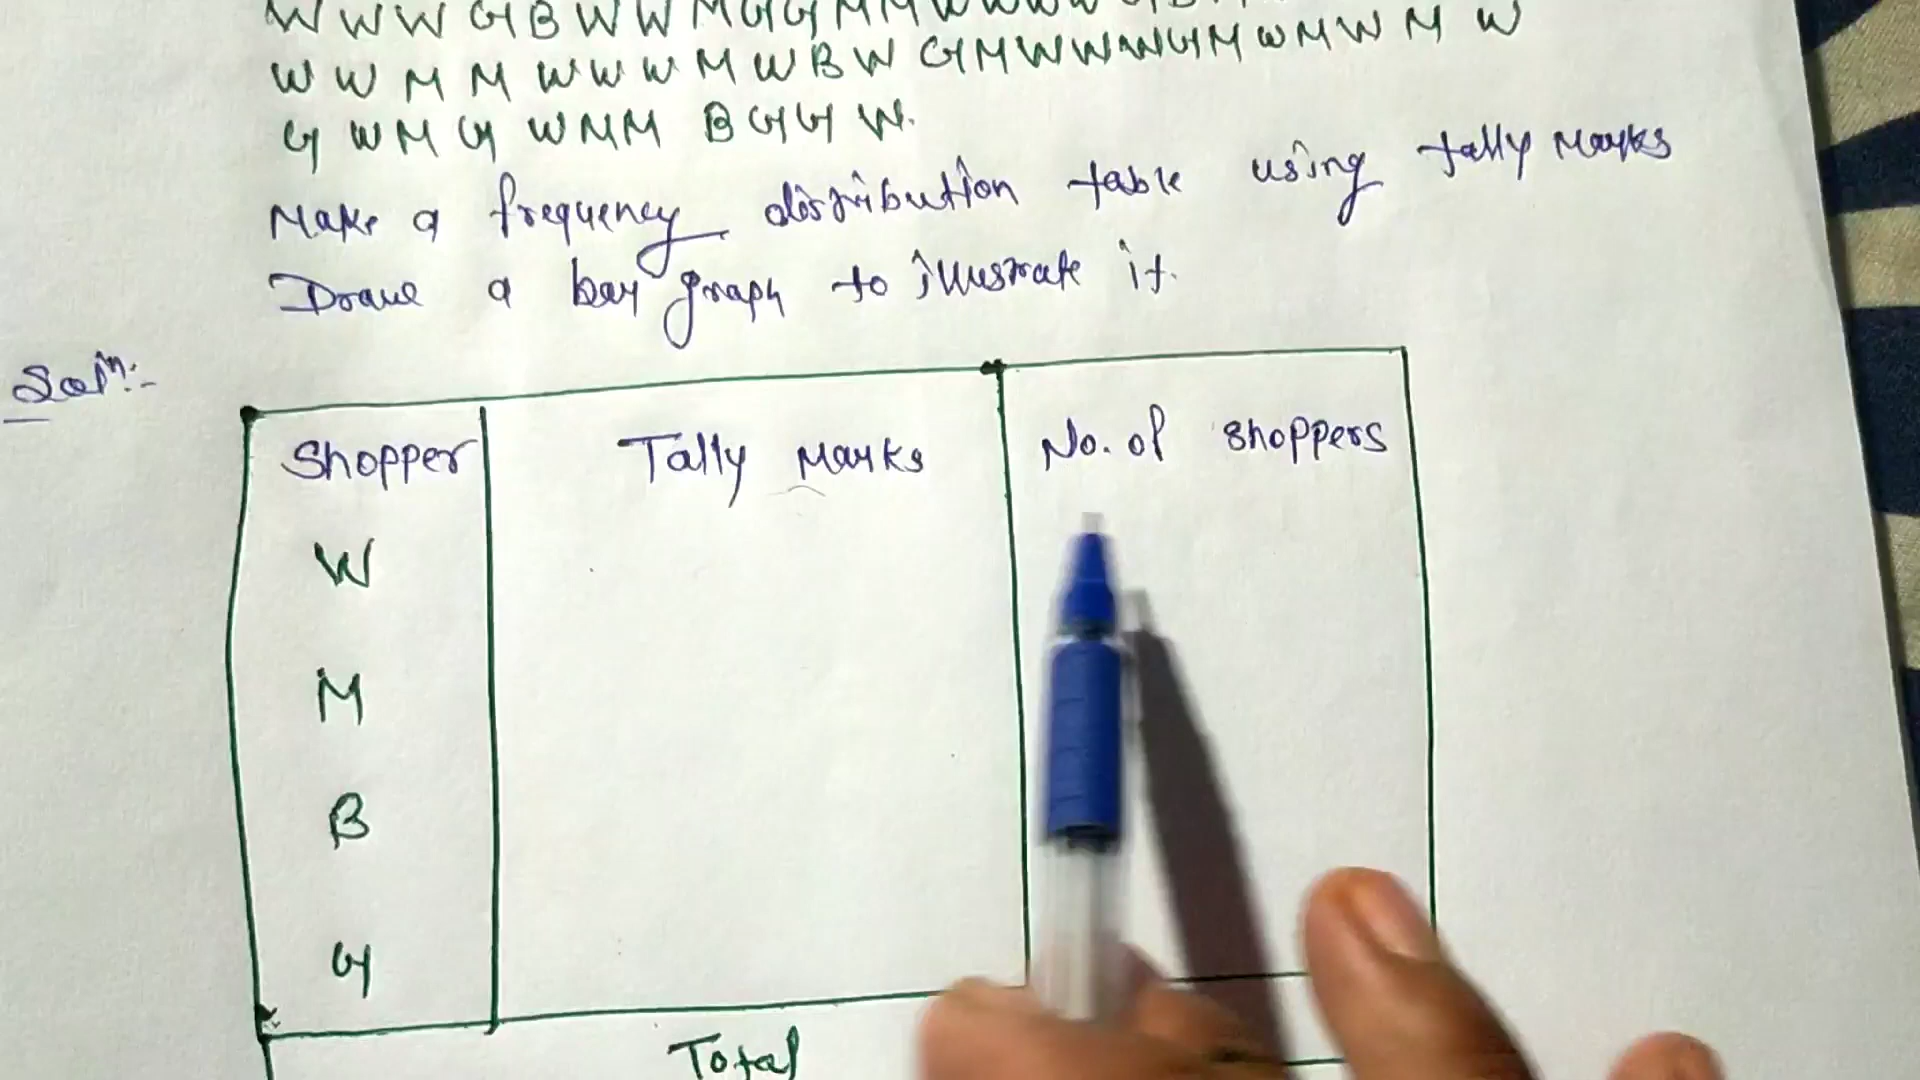 W W W G B W W M G G M M W W W W G B
W W M M W W W M W B W G M W W W W G M W M W M W
G W M G W M M B G G W.
Make a frequency distribution table using tally Marks
Draw a bar graph to illustrate it.
Soln:-
Shopper Tally Marks No. of shoppers
W
M
B
G
Total